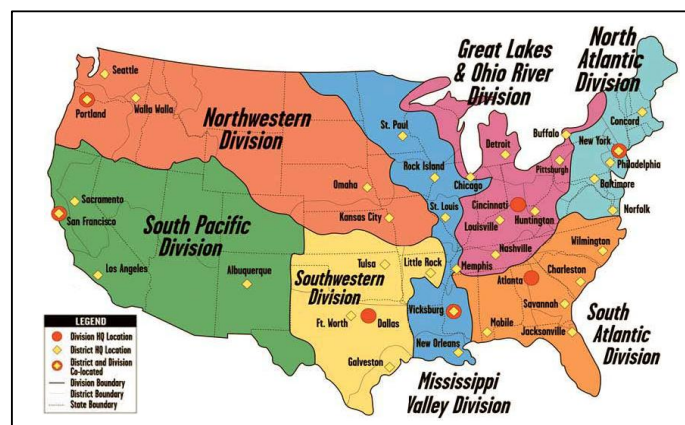 Great Lakes
& Ohio River
Division
North
Atlantic
Division
Northwestern
Division
South Pacific
Division
Southwestern
Division
Mississippi
Valley Division
South
Atlantic
Division
Seattle
Portland
Walla Walla
Sacramento
San Francisco
Los Angeles
Albuquerque
Omaha
Kansas City
St. Paul
Rock Island
St. Louis
Chicago
Detroit
Buffalo
Pittsburgh
Cincinnati
Huntington
Louisville
Nashville
Memphis
Concord
New York
Philadelphia
Baltimore
Norfolk
Wilmington
Charleston
Atlanta
Savannah
Jacksonville
Mobile
Tulsa
Little Rock
Ft. Worth
Dallas
Galveston
Vicksburg
New Orleans
LEGEND
Division HQ Location
District HQ Location
District and Division
Co-located
Division Boundary
District Boundary
State Boundary